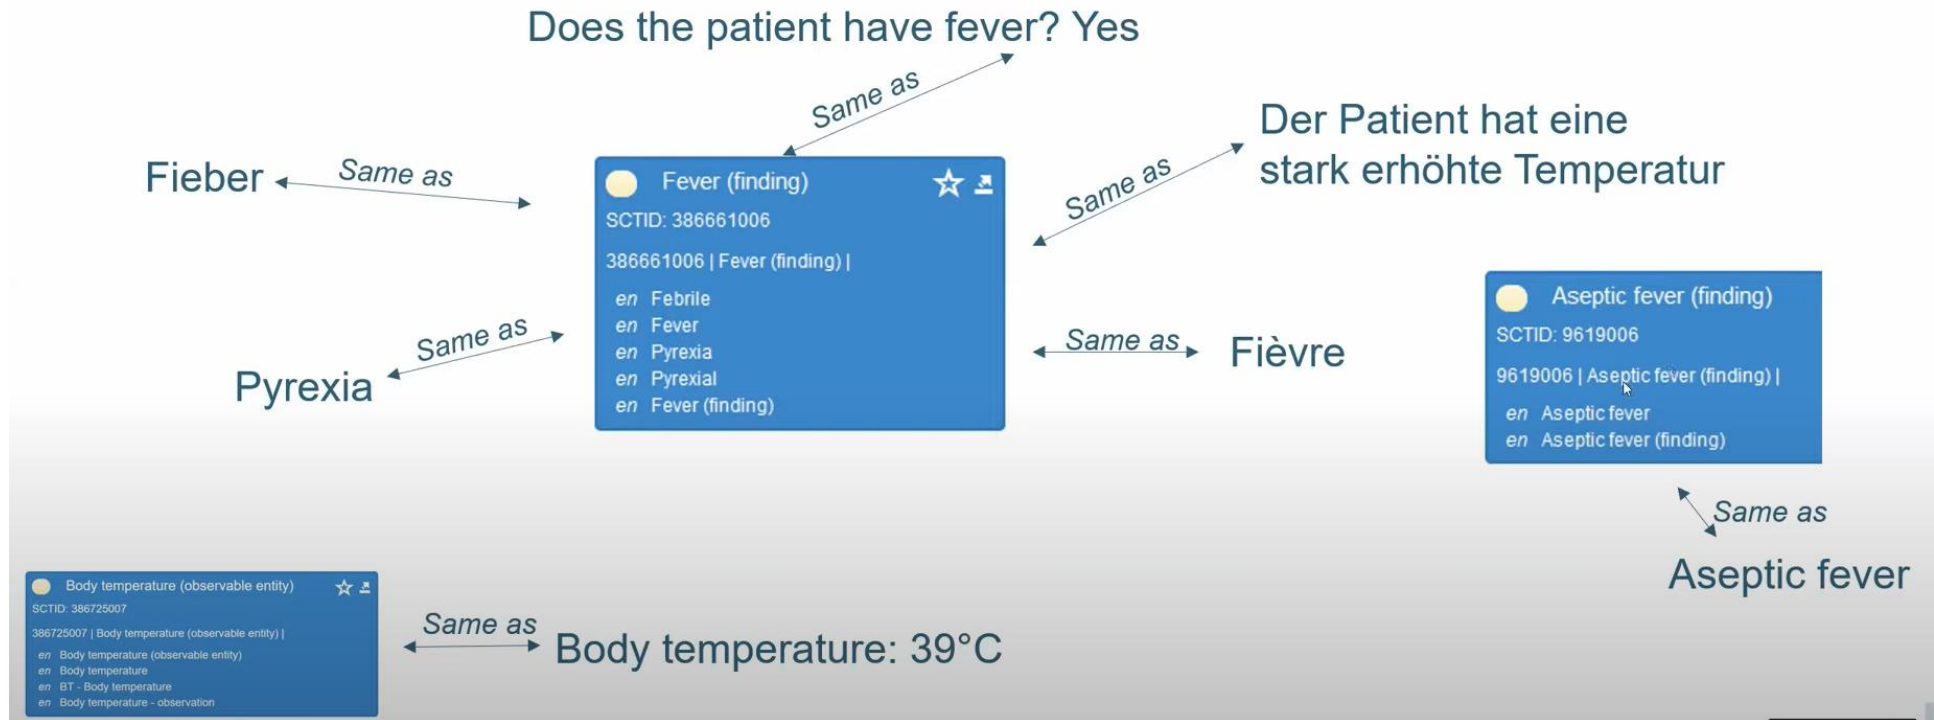 Does the patient have fever? Yes
Same as
Der Patient hat eine
stark erhöhte Temperatur
Same as
Fieber
Same as
Fever (finding)
SCTID: 386661006
386661006 | Fever (finding) |
en Febrile
en Fever
en Pyrexia
en Pyrexial
en Fever (finding)
Same as
Pyrexia
Same as
Fièvre
Aseptic fever (finding)
SCTID: 9619006
9619006 | Aseptic fever (finding) |
en Aseptic fever
en Aseptic fever (finding)
Same as
Aseptic fever
Body temperature (observable entity)
SCTID: 386725007
386725007 | Body temperature (observable entity) |
en Body temperature (observable entity)
en Body temperature
en BT - Body temperature
en Body temperature - observation
Same as
Body temperature: 39°C